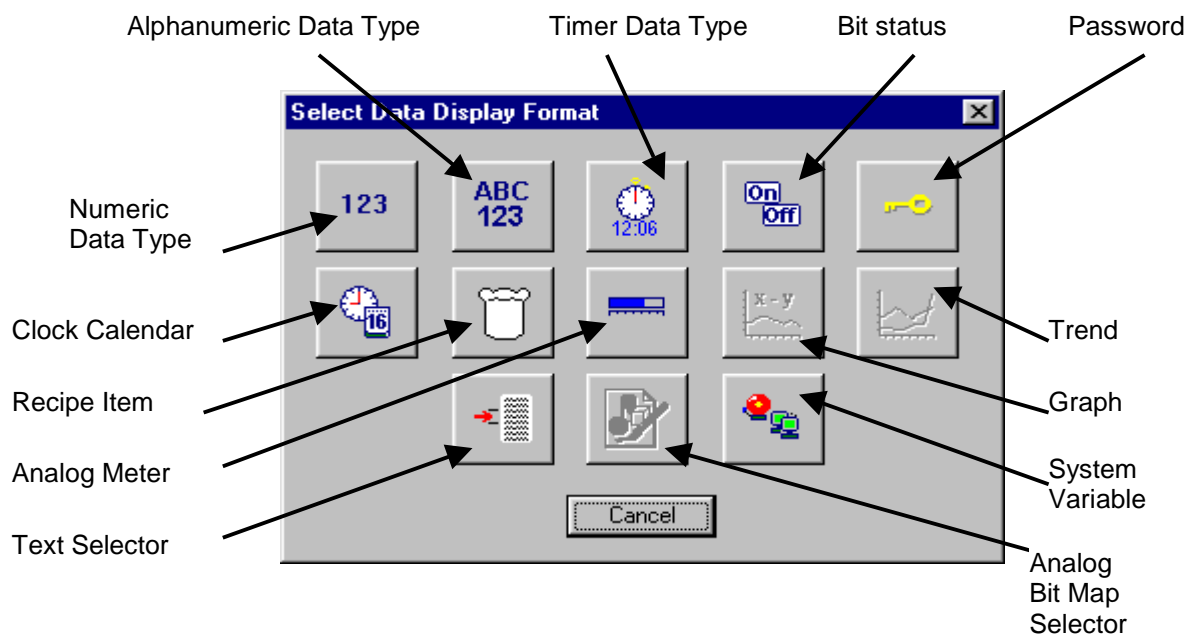 Alphanumeric Data Type
Timer Data Type
Bit status
Password
Select Data Display Format
Numeric
Data Type
123
ABC
123
12:06
On
Off
Clock Calendar
16
x - y
Trend
Recipe Item
Graph
Analog Meter
System
Variable
Cancel
Text Selector
Analog
Bit Map
Selector